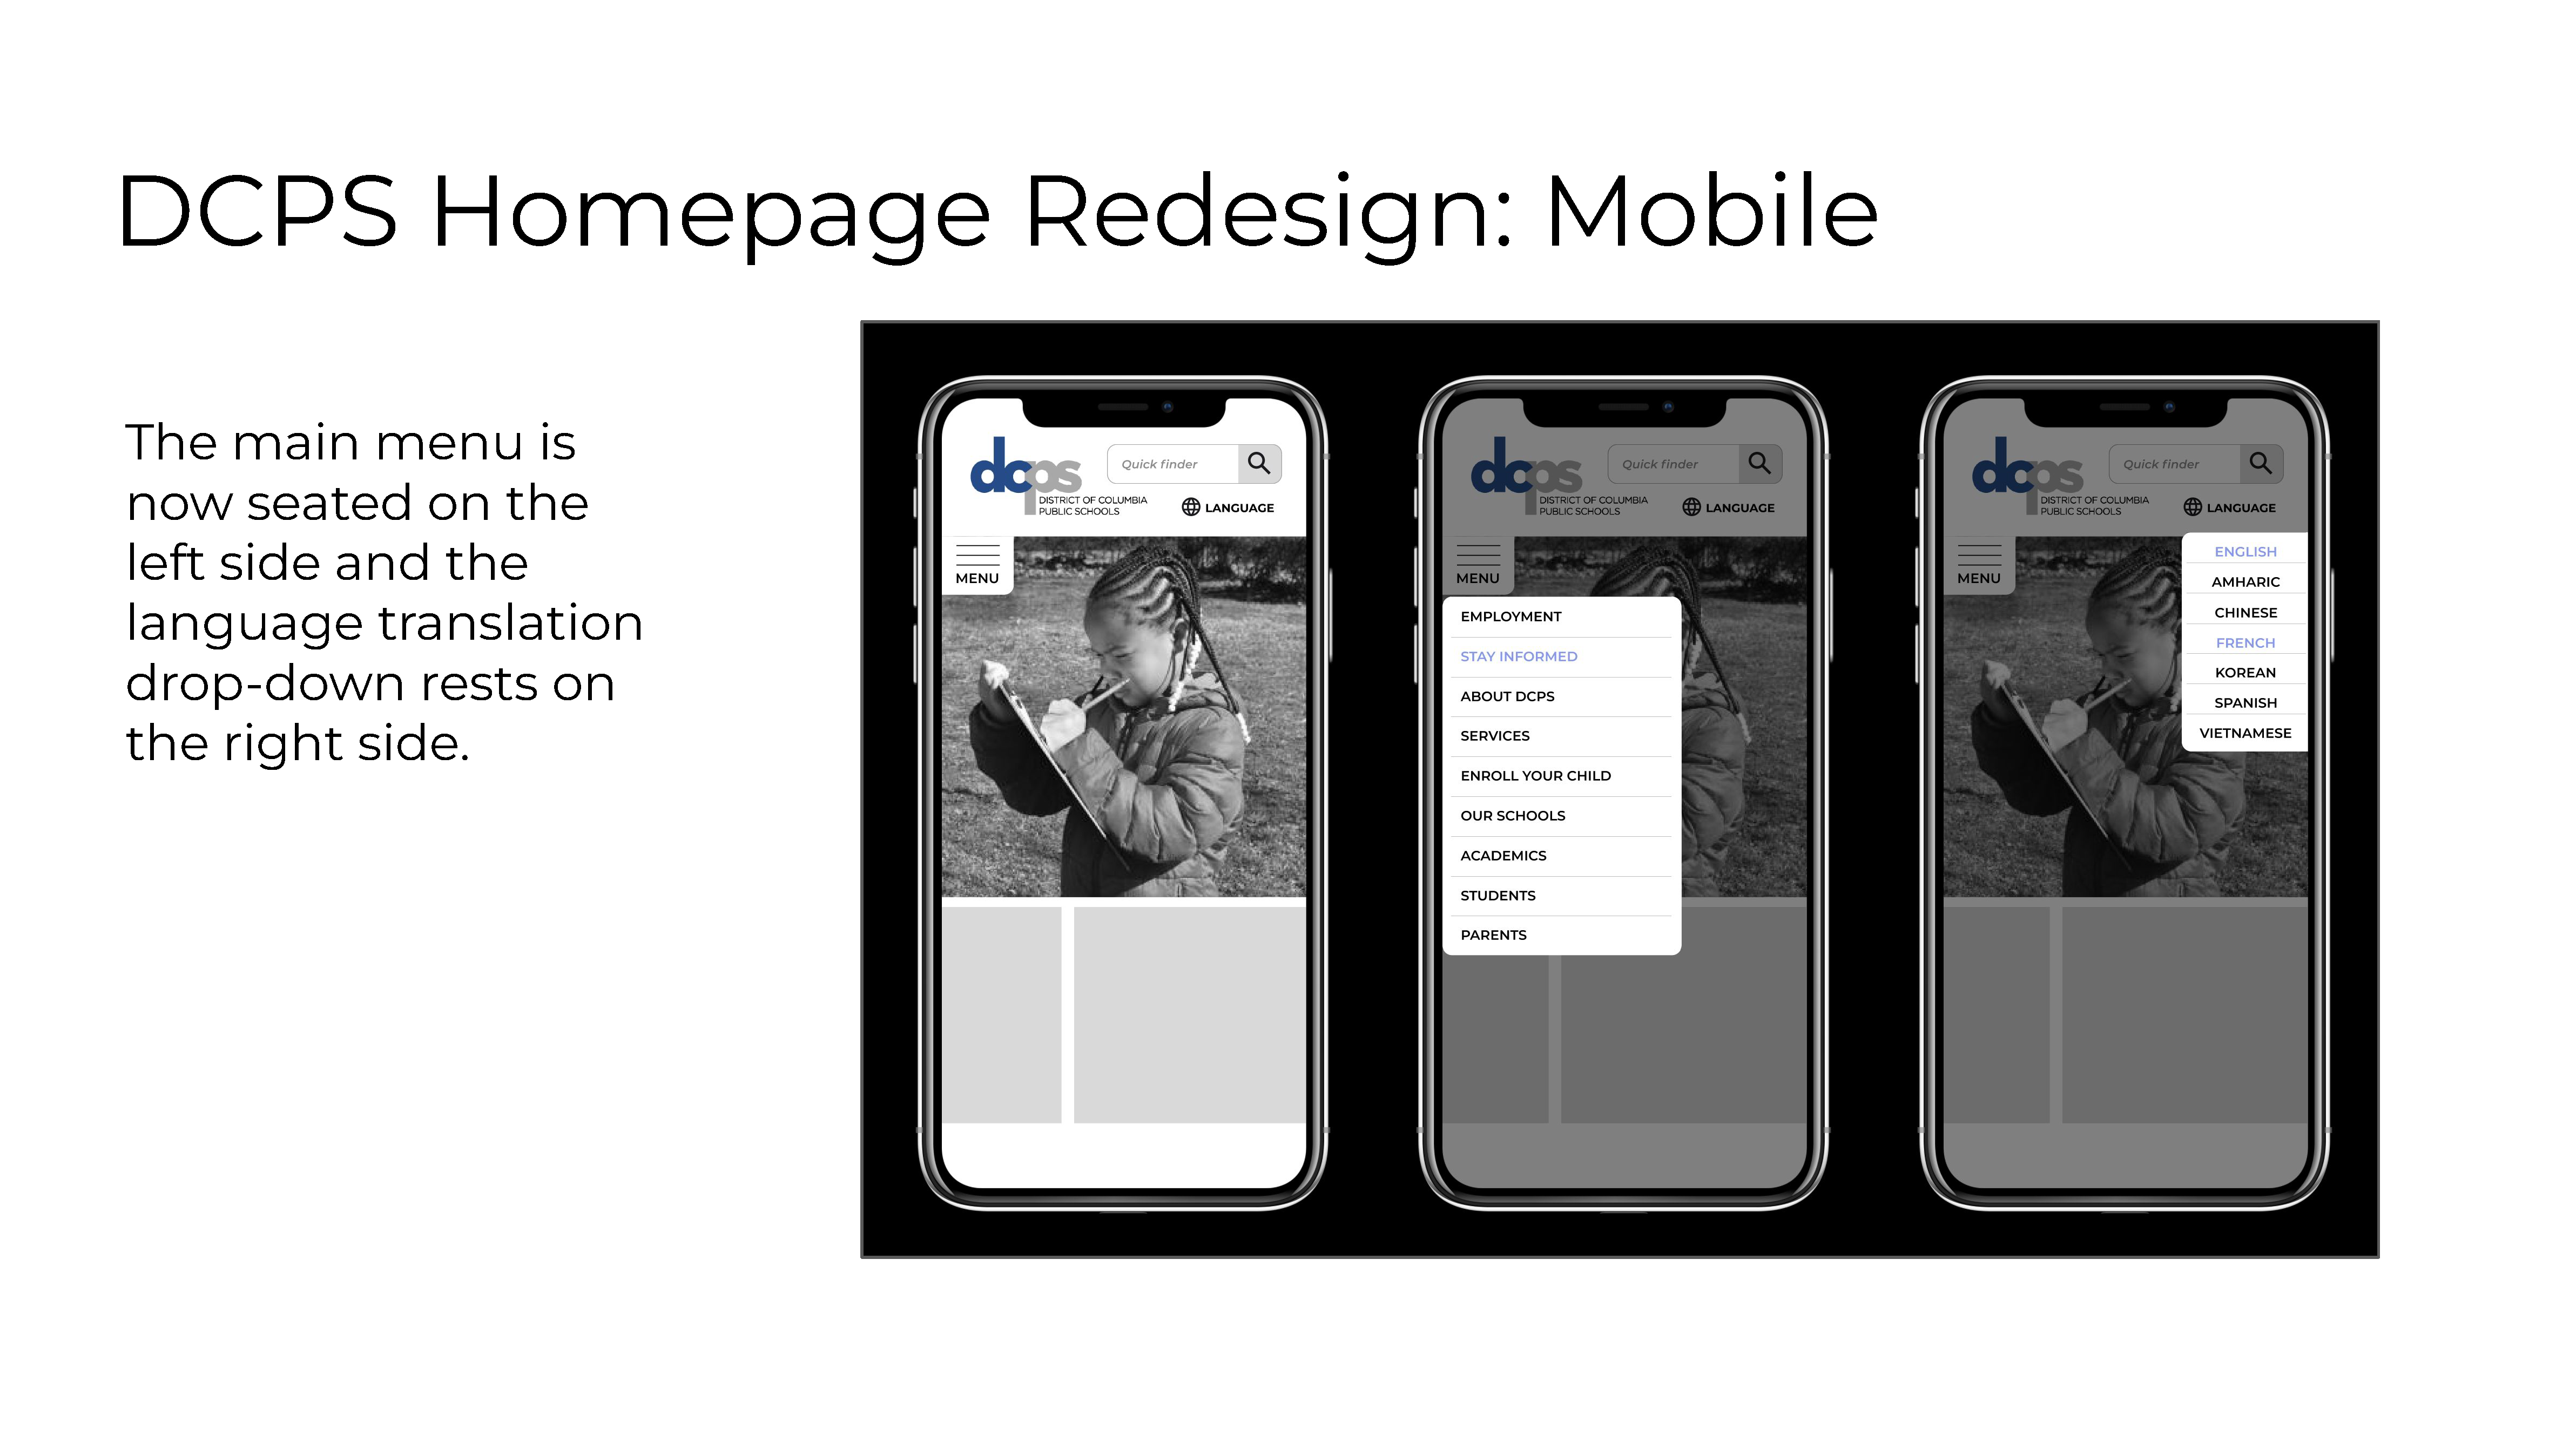 DCPS Homepage Redesign: Mobile
The main menu is
now seated on the
left side and the
language translation
drop-down rests on
the right side.
dcps
DISTRICT OF COLUMBIA
PUBLIC SCHOOLS
Quick finder
LANGUAGE
MENU
dcps
DISTRICT OF COLUMBIA
PUBLIC SCHOOLS
Quick finder
LANGUAGE
MENU
EMPLOYMENT
STAY INFORMED
ABOUT DCPS
SERVICES
ENROLL YOUR CHILD
OUR SCHOOLS
ACADEMICS
STUDENTS
PARENTS
dcps
DISTRICT OF COLUMBIA
PUBLIC SCHOOLS
Quick finder
LANGUAGE
MENU
ENGLISH
AMHARIC
CHINESE
FRENCH
KOREAN
SPANISH
VIETNAMESE